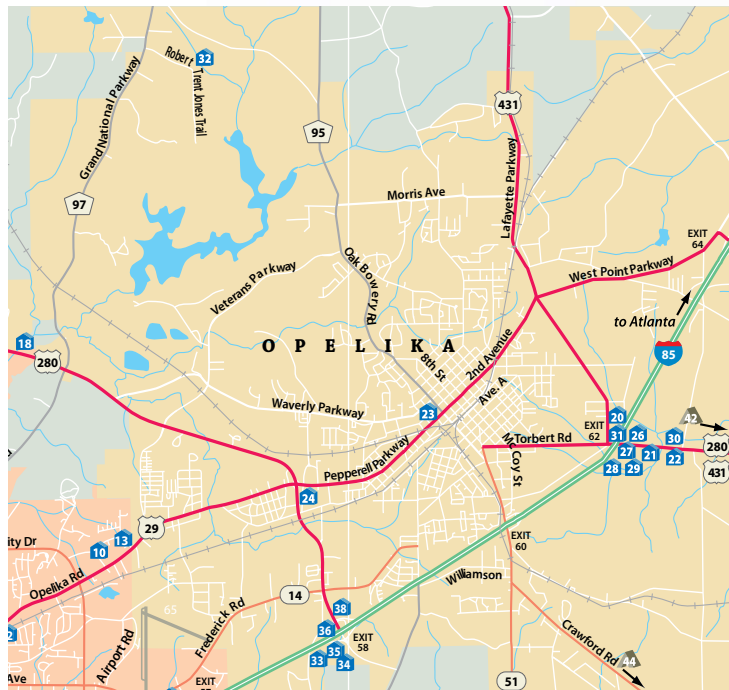 Robert
Trent Jones Trail
32
Grand National Parkway
95
431
97
Morris Ave
Lafayette Parkway
EXIT
64
West Point Parkway
Oak Bowery Rd
Veterans Parkway
to Atlanta
18
280
OPELIKA
85
8th St
2nd Avenue
Ave. A
Waverly Parkway
23
20
42
EXIT
62
31
26
30
280
Torbert Rd
27
21
22
431
28
29
Mc Coy St
Pepperell Parkway
24
29
13
10
ity Dr
EXIT
60
Opelika Rd
Williamson
14
65
38
Frederick Rd
36
EXIT
58
35
33
34
2
Airport Rd
Crawford Rd
44
Ave
EXIT
51